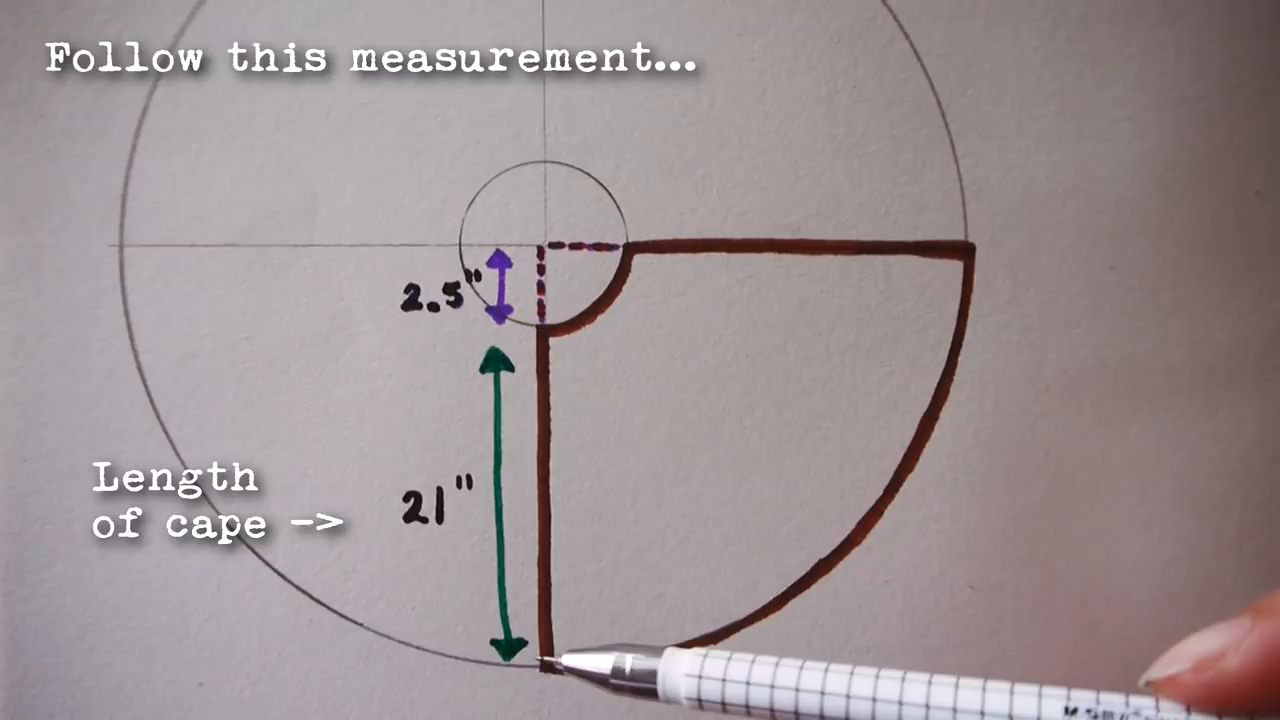 Follow this measurement...
2.5"
Length
of cape ->
21"